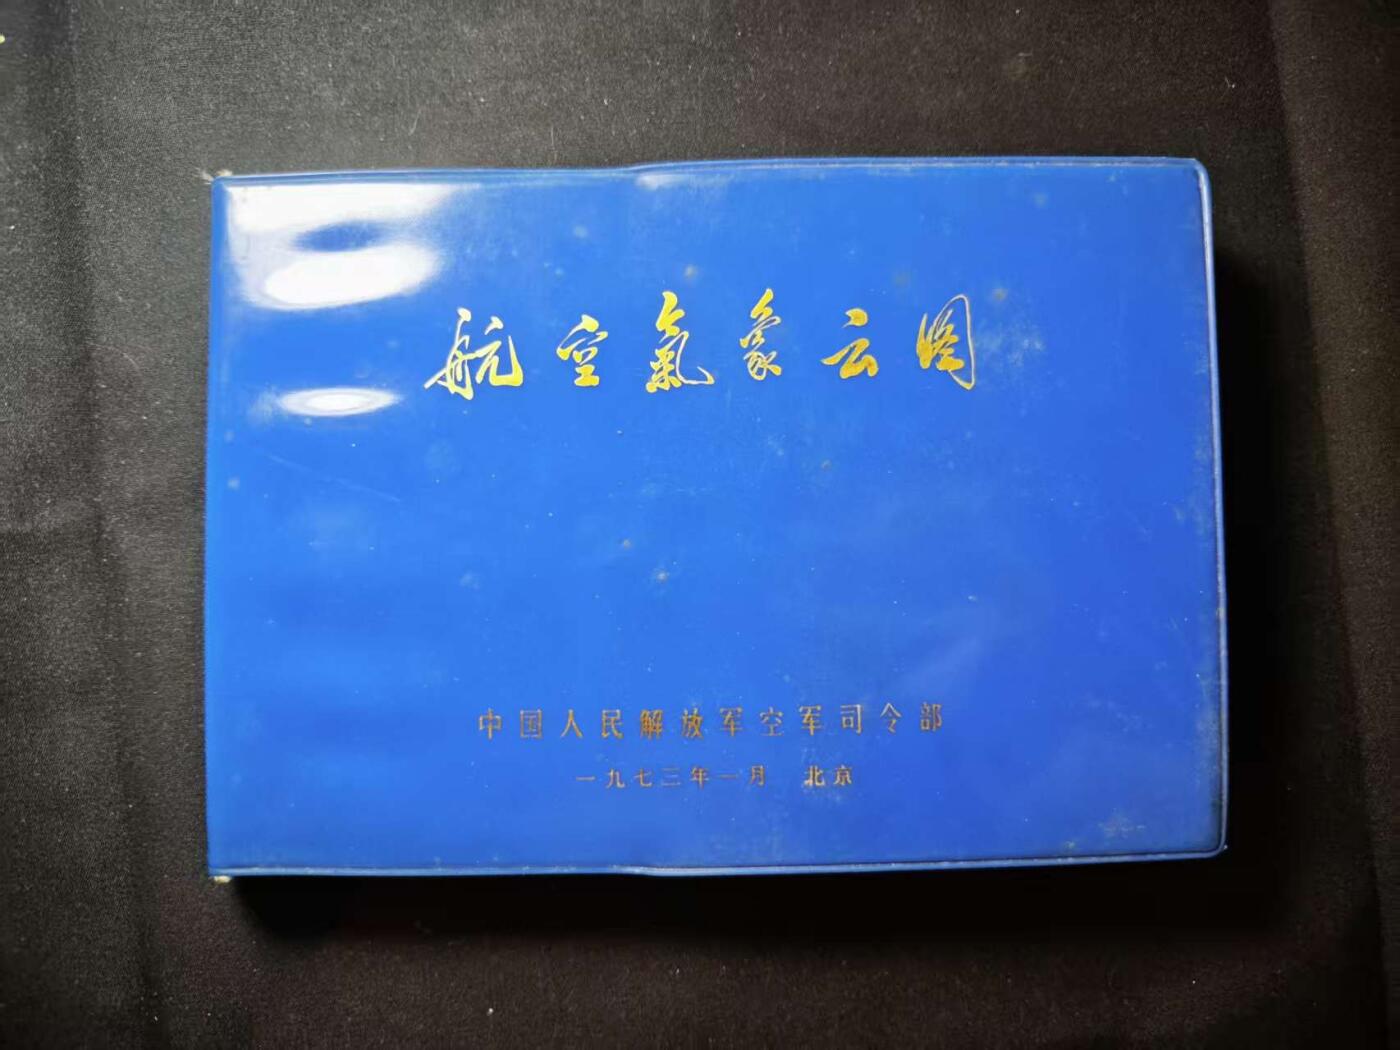 航空氣象云图
中国人民解放军空军司令部
一九七三年一月 北京